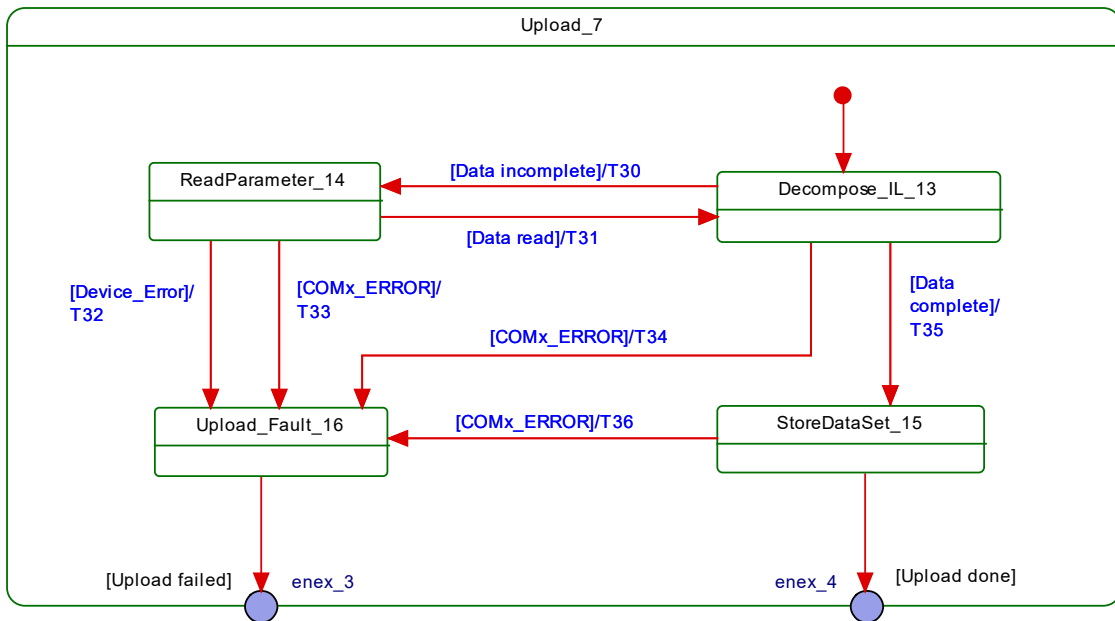 Upload_7
[Data incomplete]/T30
ReadParameter_14
Decompose_IL_13
[Data read]/T31
[Device_Error]/
T32
[COMx_ERROR]/
T33
[Data
complete]/
T35
[COMx_ERROR]/T34
Upload_Fault_16
[COMx_ERROR]/T36
StoreDataSet_15
[Upload failed]
enex_3
enex_4
[Upload done]